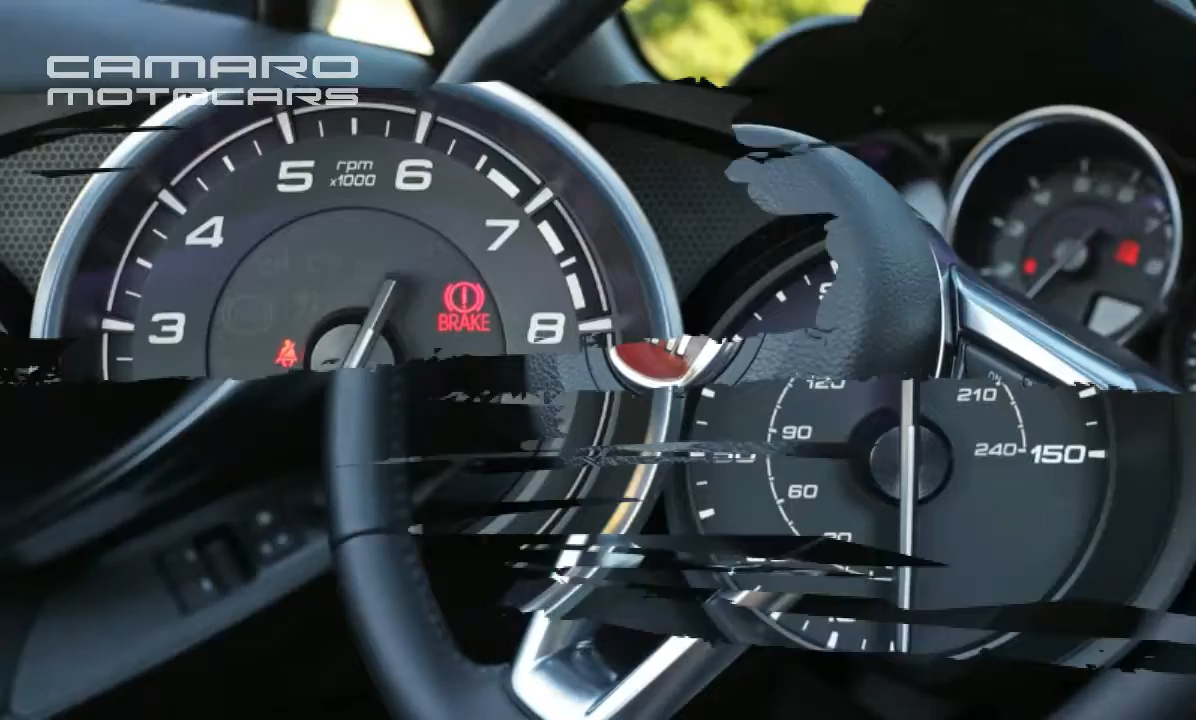 CAMARO
MOTOCARS
5 rpm x1000 6
4 7
3 BRAKE 8
120 210
90 240 150
60